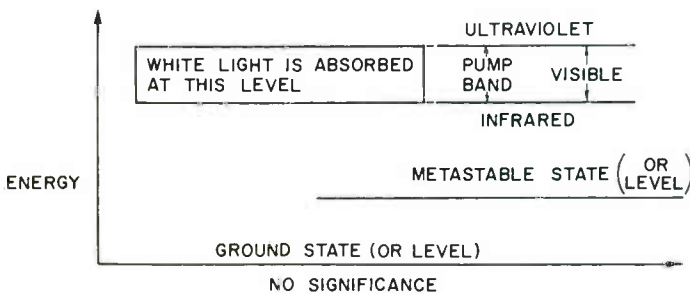 ULTRAVIOLET
WHITE LIGHT IS ABSORBED
AT THIS LEVEL
PUMP
BAND
VISIBLE
INFRARED
ENERGY
METASTABLE STATE (OR
LEVEL)
GROUND STATE (OR LEVEL)
NO SIGNIFICANCE